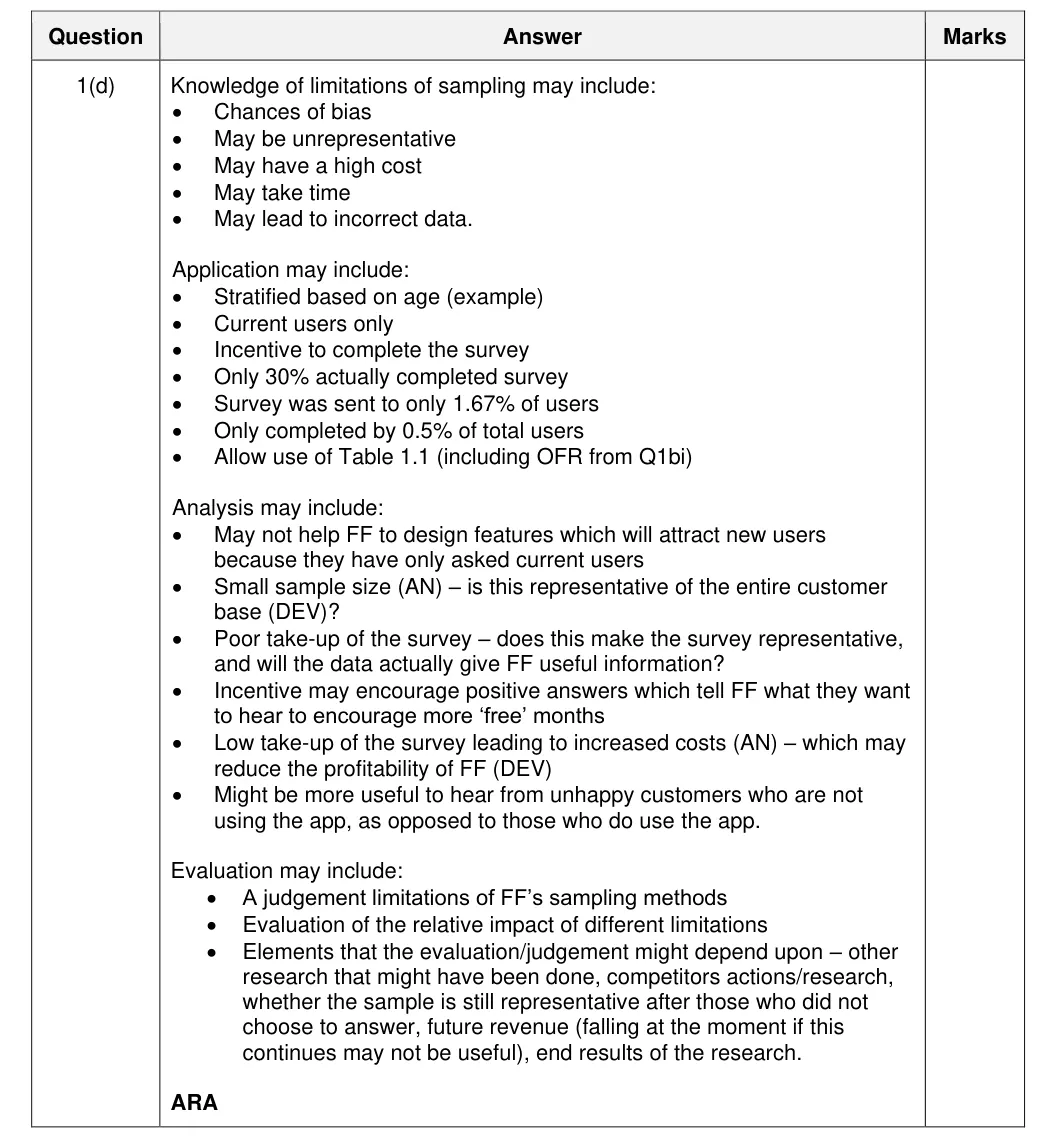 Question Answer Marks
1(d) Knowledge of limitations of sampling may include:
• Chances of bias
• May be unrepresentative
• May have a high cost
• May take time
• May lead to incorrect data.
Application may include:
• Stratified based on age (example)
• Current users only
• Incentive to complete the survey
• Only 30% actually completed survey
• Survey was sent to only 1.67% of users
• Only completed by 0.5% of total users
• Allow use of Table 1.1 (including OFR from Q1bi)
Analysis may include:
• May not help FF to design features which will attract new users
because they have only asked current users
• Small sample size (AN) – is this representative of the entire customer
base (DEV)?
• Poor take-up of the survey – does this make the survey representative,
and will the data actually give FF useful information?
• Incentive may encourage positive answers which tell FF what they want
to hear to encourage more ‘free’ months
• Low take-up of the survey leading to increased costs (AN) – which may
reduce the profitability of FF (DEV)
• Might be more useful to hear from unhappy customers who are not
using the app, as opposed to those who do use the app.
Evaluation may include:
• A judgement limitations of FF’s sampling methods
• Evaluation of the relative impact of different limitations
• Elements that the evaluation/judgement might depend upon – other
research that might have been done, competitors actions/research,
whether the sample is still representative after those who did not
choose to answer, future revenue (falling at the moment if this
continues may not be useful), end results of the research.
ARA